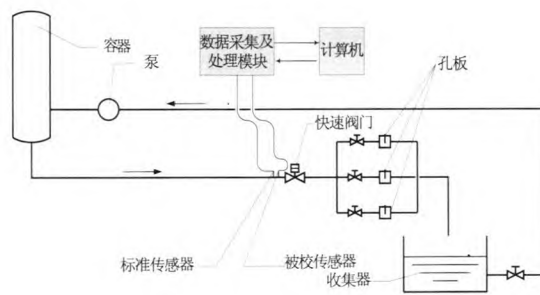 容器
泵
数据采集及
处理模块
计算机
孔板
快速阀门
标准传感器
被校传感器
收集器